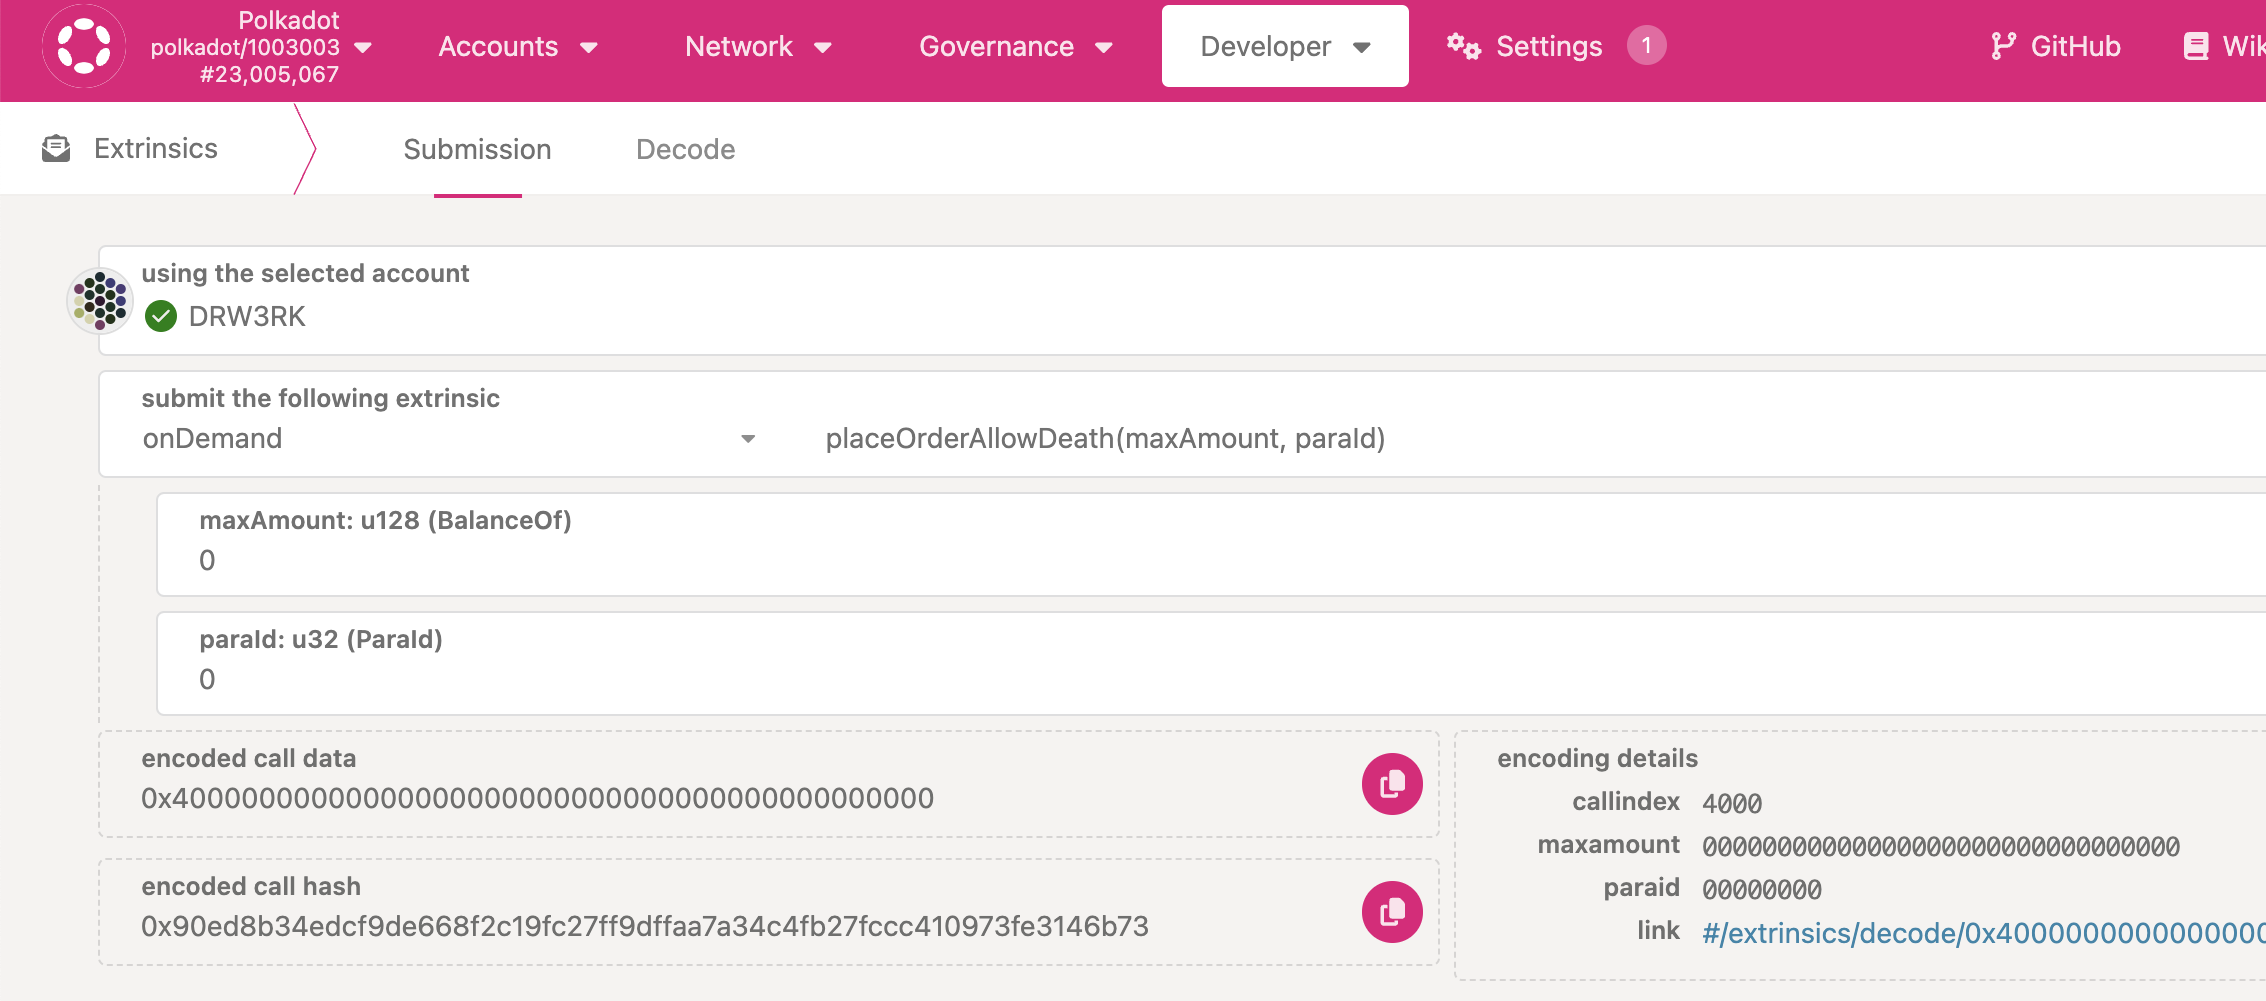 Polkadot
polkadot/1003003
#23,005,067
Accounts
Network
Governance
Developer
Settings
1
GitHub
Extrinsics
Submission
Decode
using the selected account
DRW3RK
submit the following extrinsic
onDemand
placeOrderAllowDeath(maxAmount, paraId)
maxAmount: u128 (BalanceOf)
0
paraId: u32 (ParaId)
0
encoded call data
0x40000000000000000000000000000000000000000000
encoded call hash
0x90ed8b34edcf9de668f2c19fc27ff9dffaa7a34c4fb27fccc410973fe3146b73
encoding details
callindex 4000
maxamount 00000000000000000000000000000000
paraid 00000000
link #/extrinsics/decode/0x4000000000000000